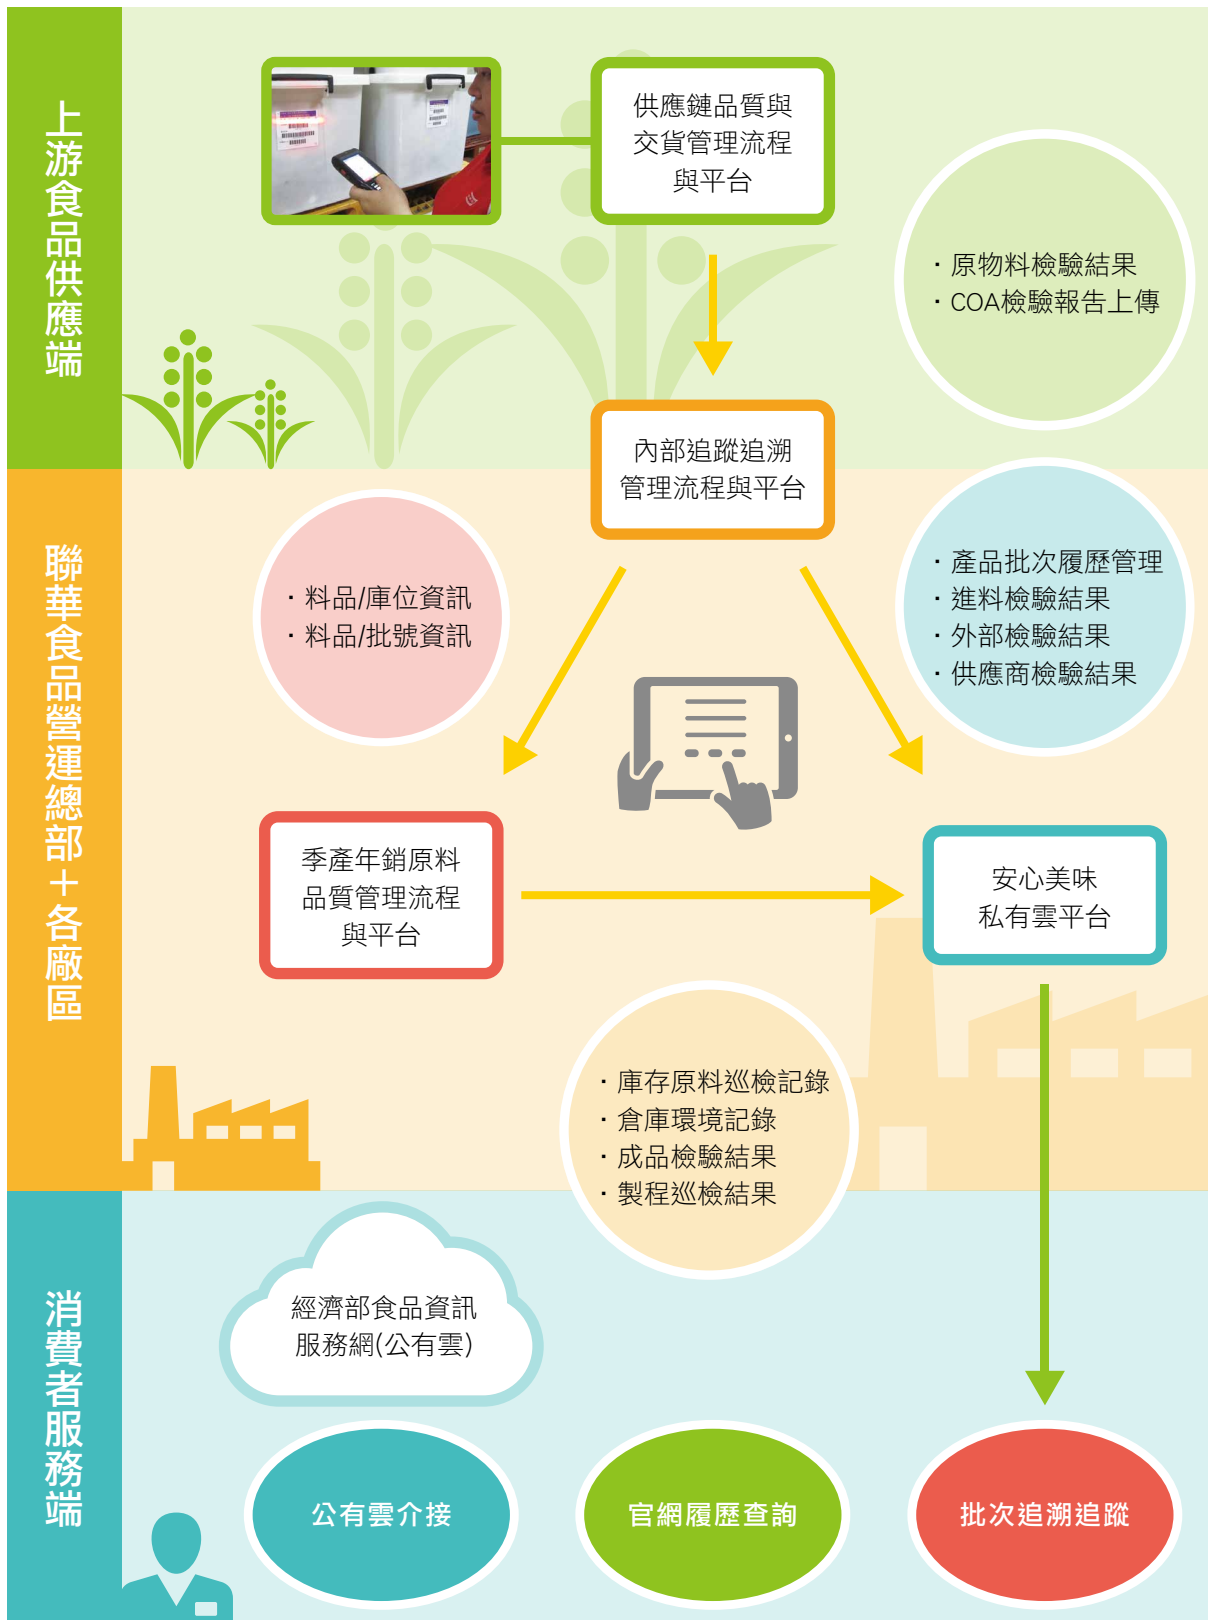 上游食品供應端
供應鏈品質與
交貨管理流程
與平台
・原物料檢驗結果
・COA檢驗報告上傳
內部追蹤追溯
管理流程與平台
聯華食品營運總部＋各廠區
・料品/庫位資訊
・料品/批號資訊
・產品批次履歷管理
・進料檢驗結果
・外部檢驗結果
・供應商檢驗結果
季產年銷原料
品質管理流程
與平台
安心美味
私有雲平台
・庫存原料巡檢記錄
・倉庫環境記錄
・成品檢驗結果
・製程巡檢結果
消費者服務端
經濟部食品資訊
服務網(公有雲)
公有雲介接
官網履歷查詢
批次追溯追蹤